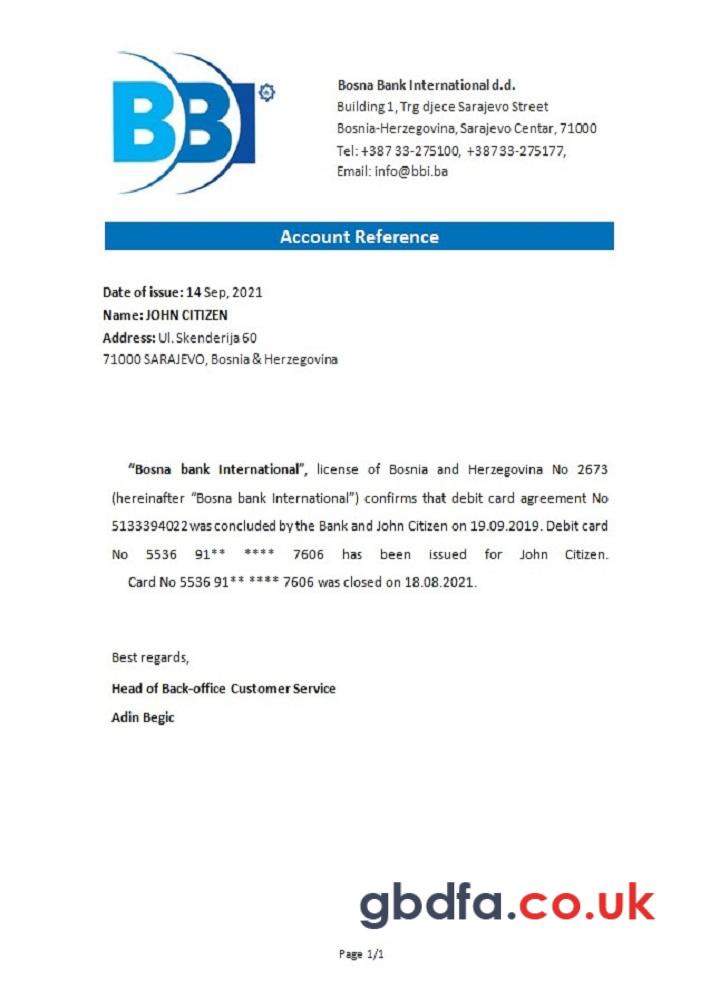 BBI
Bosna Bank International d.d.
Building 1, Trg djece Sarajevo Street
Bosnia-Herzegovina, Sarajevo Centar, 71000
Tel: +387 33-275100, +387 33-275177,
Email: info@bbi.ba
Account Reference
Date of issue: 14 Sep, 2021
Name: JOHN CITIZEN
Address: Ul. Skenderija 60
71000 SARAJEVO, Bosnia & Herzegovina
“Bosna bank International”, license of Bosnia and Herzegovina No 2673
(hereinafter “Bosna bank International”) confirms that debit card agreement No
5133394022 was concluded by the Bank and John Citizen on 19.09.2019. Debit card
No 5536 91** **** 7606 has been issued for John Citizen.
Card No 5536 91** **** 7606 was closed on 18.08.2021.
Best regards,
Head of Back-office Customer Service
Adin Begic
gbdfa.co.uk
Page 1/1